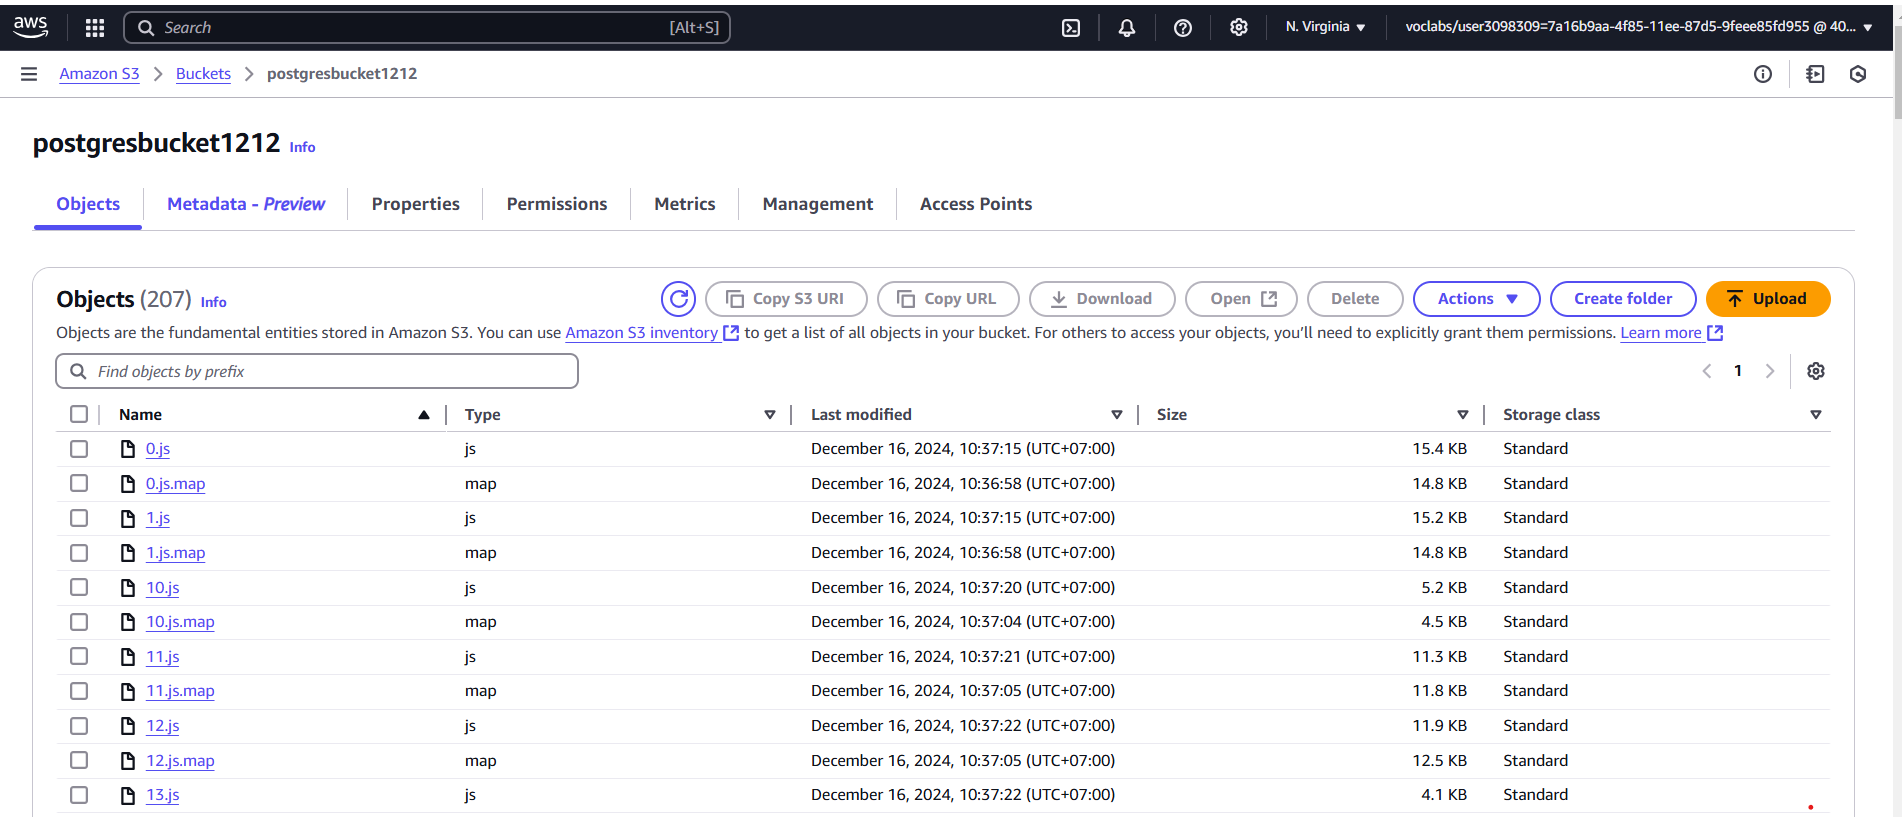 aws Search [Alt+S] N. Virginia voclabs/user3098309=7a16b9aa-4f85-11ee-87d5-9feee85fd955 @ 40...
Amazon S3 Buckets postgresbucket1212
postgresbucket1212 Info
Objects Metadata - Preview Properties Permissions Metrics Management Access Points
Objects (207) Info Copy S3 URI Copy URL Download Open Delete Actions Create folder Upload
Objects are the fundamental entities stored in Amazon S3. You can use Amazon S3 inventory to get a list of all objects in your bucket. For others to access your objects, you'll need to explicitly grant them permissions. Learn more
Find objects by prefix 1
Name Type Last modified Size Storage class
0.js js December 16, 2024, 10:37:15 (UTC+07:00) 15.4 KB Standard
0.js.map map December 16, 2024, 10:36:58 (UTC+07:00) 14.8 KB Standard
1.js js December 16, 2024, 10:37:15 (UTC+07:00) 15.2 KB Standard
1.js.map map December 16, 2024, 10:36:58 (UTC+07:00) 14.8 KB Standard
10.js js December 16, 2024, 10:37:20 (UTC+07:00) 5.2 KB Standard
10.js.map map December 16, 2024, 10:37:04 (UTC+07:00) 4.5 KB Standard
11.js js December 16, 2024, 10:37:21 (UTC+07:00) 11.3 KB Standard
11.js.map map December 16, 2024, 10:37:05 (UTC+07:00) 11.8 KB Standard
12.js js December 16, 2024, 10:37:22 (UTC+07:00) 11.9 KB Standard
12.js.map map December 16, 2024, 10:37:05 (UTC+07:00) 12.5 KB Standard
13.js js December 16, 2024, 10:37:22 (UTC+07:00) 4.1 KB Standard